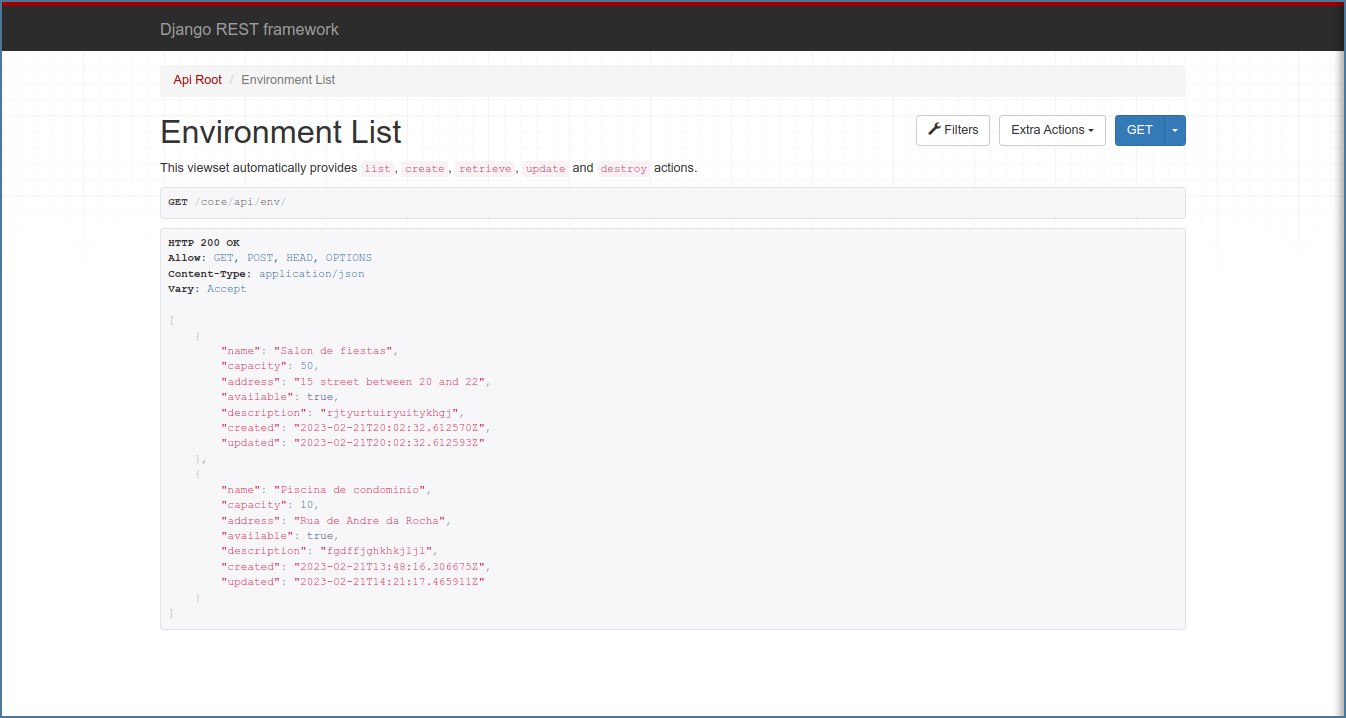 Django REST framework
Api Root / Environment List
Environment List
Filters
Extra Actions
GET
This viewset automatically provides list, create, retrieve, update and destroy actions.
GET /core/api/env/
HTTP 200 OK
Allow: GET, POST, HEAD, OPTIONS
Content-Type: application/json
Vary: Accept
[
    {
        "name": "Salon de fiestas",
        "capacity": 50,
        "address": "15 street between 20 and 22",
        "available": true,
        "description": "rjtyurtuiryuitykhgj",
        "created": "2023-02-21T20:02:32.612570Z",
        "updated": "2023-02-21T20:02:32.612593Z"
    },
    {
        "name": "Piscina de condominio",
        "capacity": 10,
        "address": "Rua de Andre da Rocha",
        "available": true,
        "description": "fgdffjghkhkjljl",
        "created": "2023-02-21T13:48:16.306675Z",
        "updated": "2023-02-21T14:21:17.465911Z"
    }
]